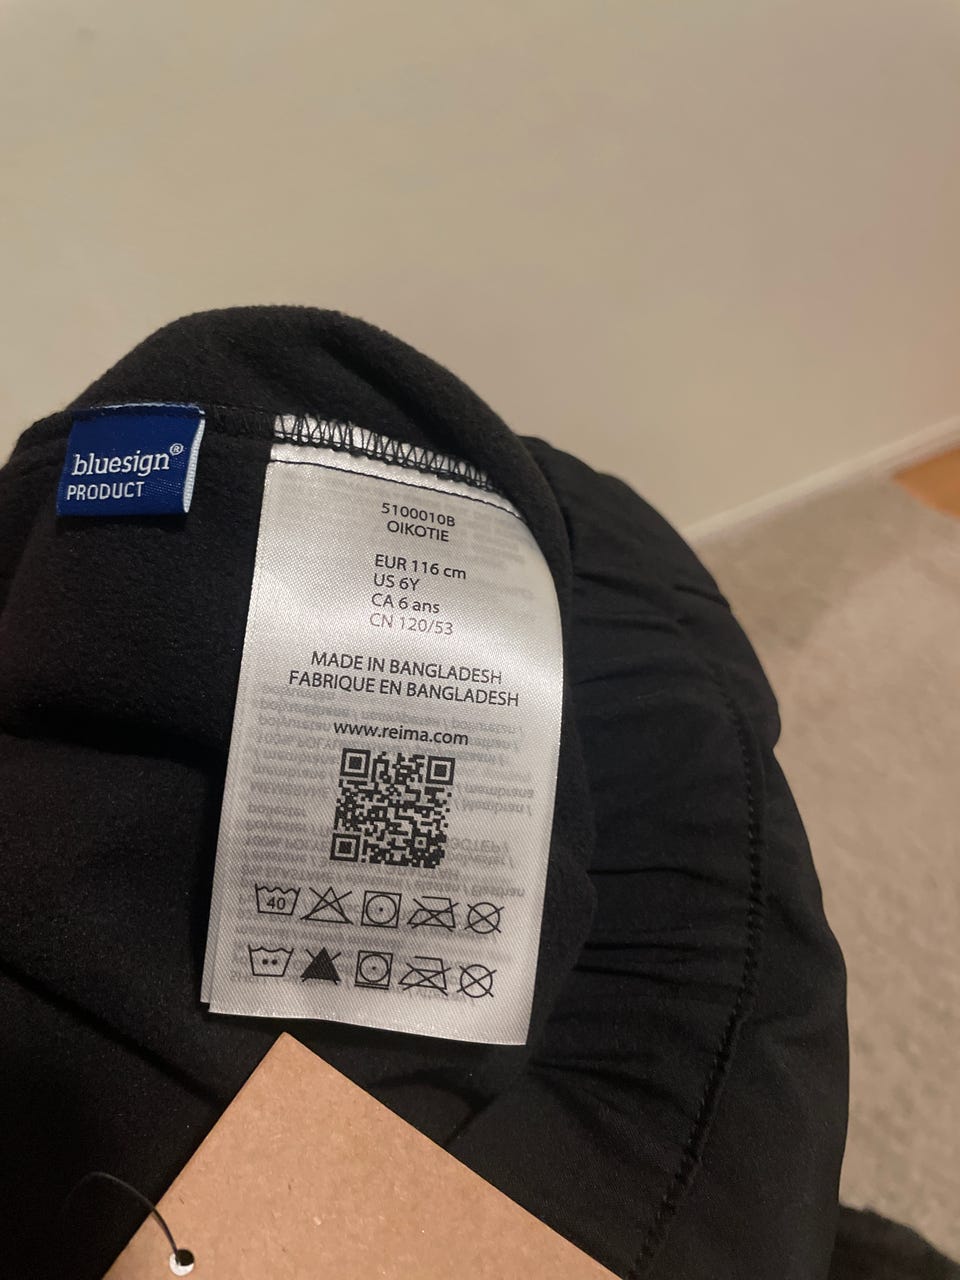 bluesign®
PRODUCT
5100010B
OIKOTIE
EUR 116 cm
US 6Y
CA 6 ans
CN 120/53
MADE IN BANGLADESH
FABRIQUE EN BANGLADESH
www.reima.com
40